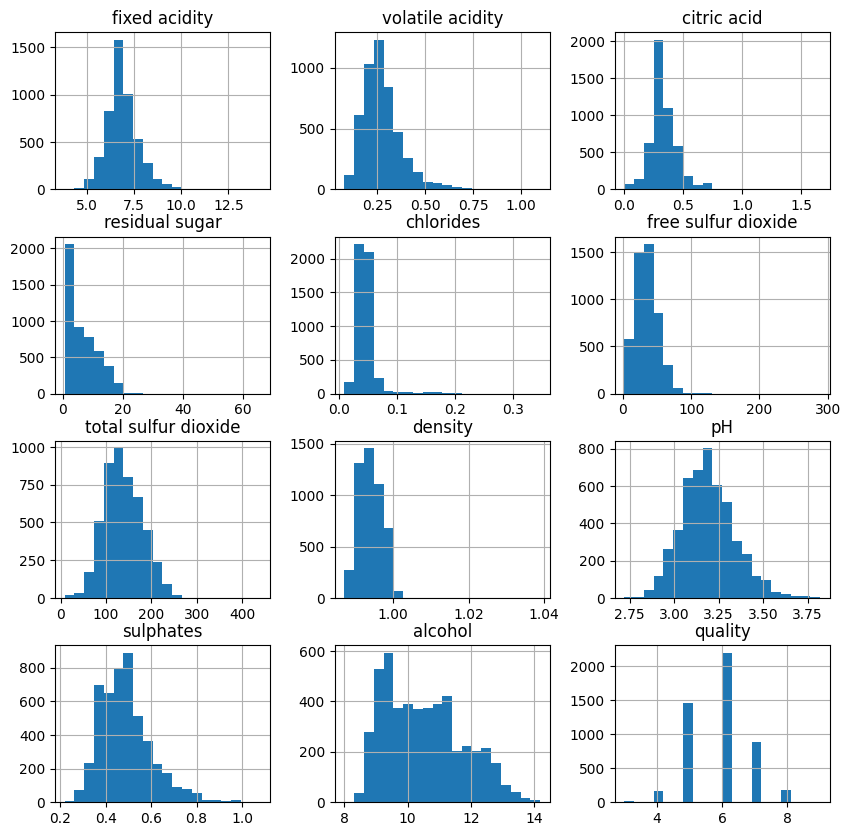 fixed acidity
volatile acidity
citric acid
1500
1000
500
0
5.0 7.5 10.0 12.5
1000
500
0
0.25 0.50 0.75 1.00
2000
1500
1000
500
0
0.0 0.5 1.0 1.5
residual sugar
chlorides
free sulfur dioxide
2000
1500
1000
500
0
0 20 40 60
2000
1500
1000
500
0
0.0 0.1 0.2 0.3
1500
1000
500
0
0 100 200 300
total sulfur dioxide
density
pH
1000
750
500
250
0
0 100 200 300 400
1500
1000
500
0
1.00 1.02 1.04
800
600
400
200
0
2.75 3.00 3.25 3.50 3.75
sulphates
alcohol
quality
800
600
400
200
0
0.2 0.4 0.6 0.8 1.0
600
400
200
0
8 10 12 14
2000
1500
1000
500
0
4 6 8